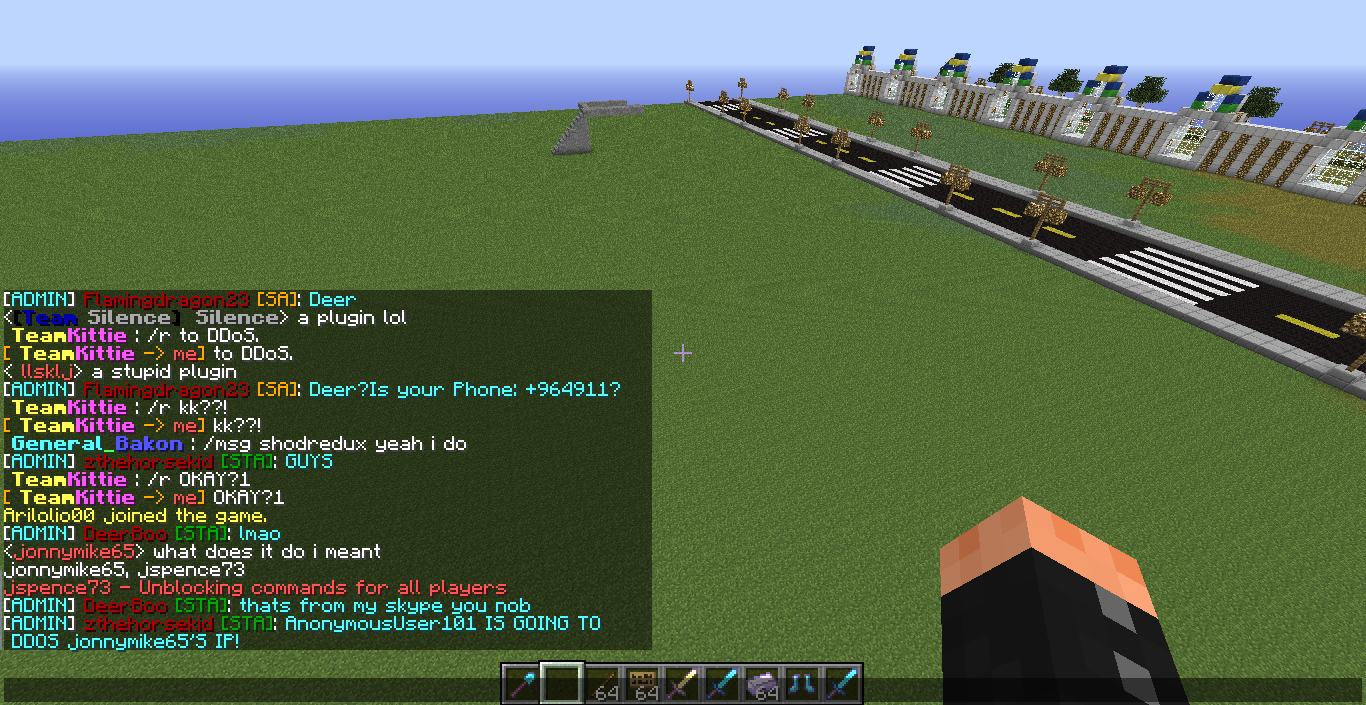 [ADMIN] Flamingdragon23 [SA]: Deer
<[Team Silence] Silence> a plugin lol
TeamKittie : /r to DDoS.
[ TeamKittie -> me] to DDoS.
< llsklj> a stupid plugin
[ADMIN] Flamingdragon23 [SA]: Deer?Is your Phone: +964911?
TeamKittie : /r kk??!
[ TeamKittie -> me] kk??!
General_Bakon : /msg shodredux yeah i do
[ADMIN] zthehorsekid [STA]: GUYS
TeamKittie : /r OKAY?1
[ TeamKittie -> me] OKAY?1
Arilolio00 joined the game.
[ADMIN] DeerBoo [STA]: lmao
<jonnymike65> what does it do i meant
jonnymike65, jspence73
jspence73 - Unblocking commands for all players
[ADMIN] DeerBoo [STA]: thats from my skype you nob
[ADMIN] zthehorsekid [STA]: AnonymousUser101 IS GOING TO
DDOS jonnymike65'S IP!
64
64
64